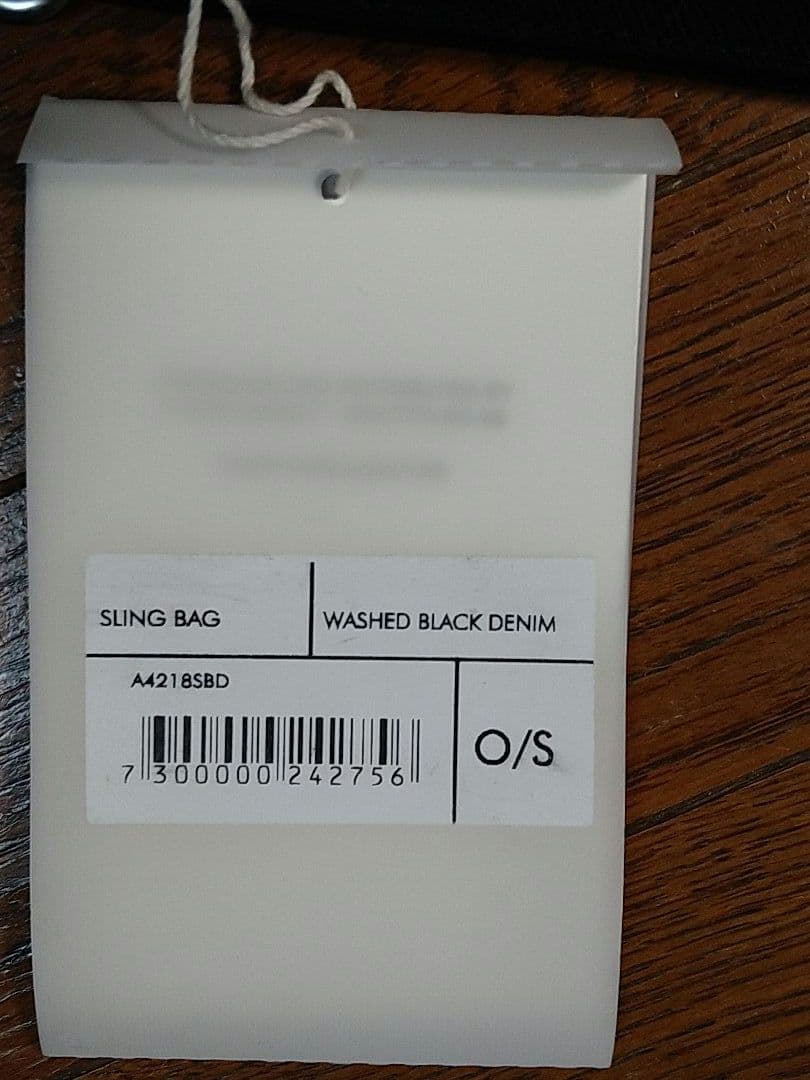 SLING BAG
WASHED BLACK DENIM
A4218SBD
7 300000 242756
O/S